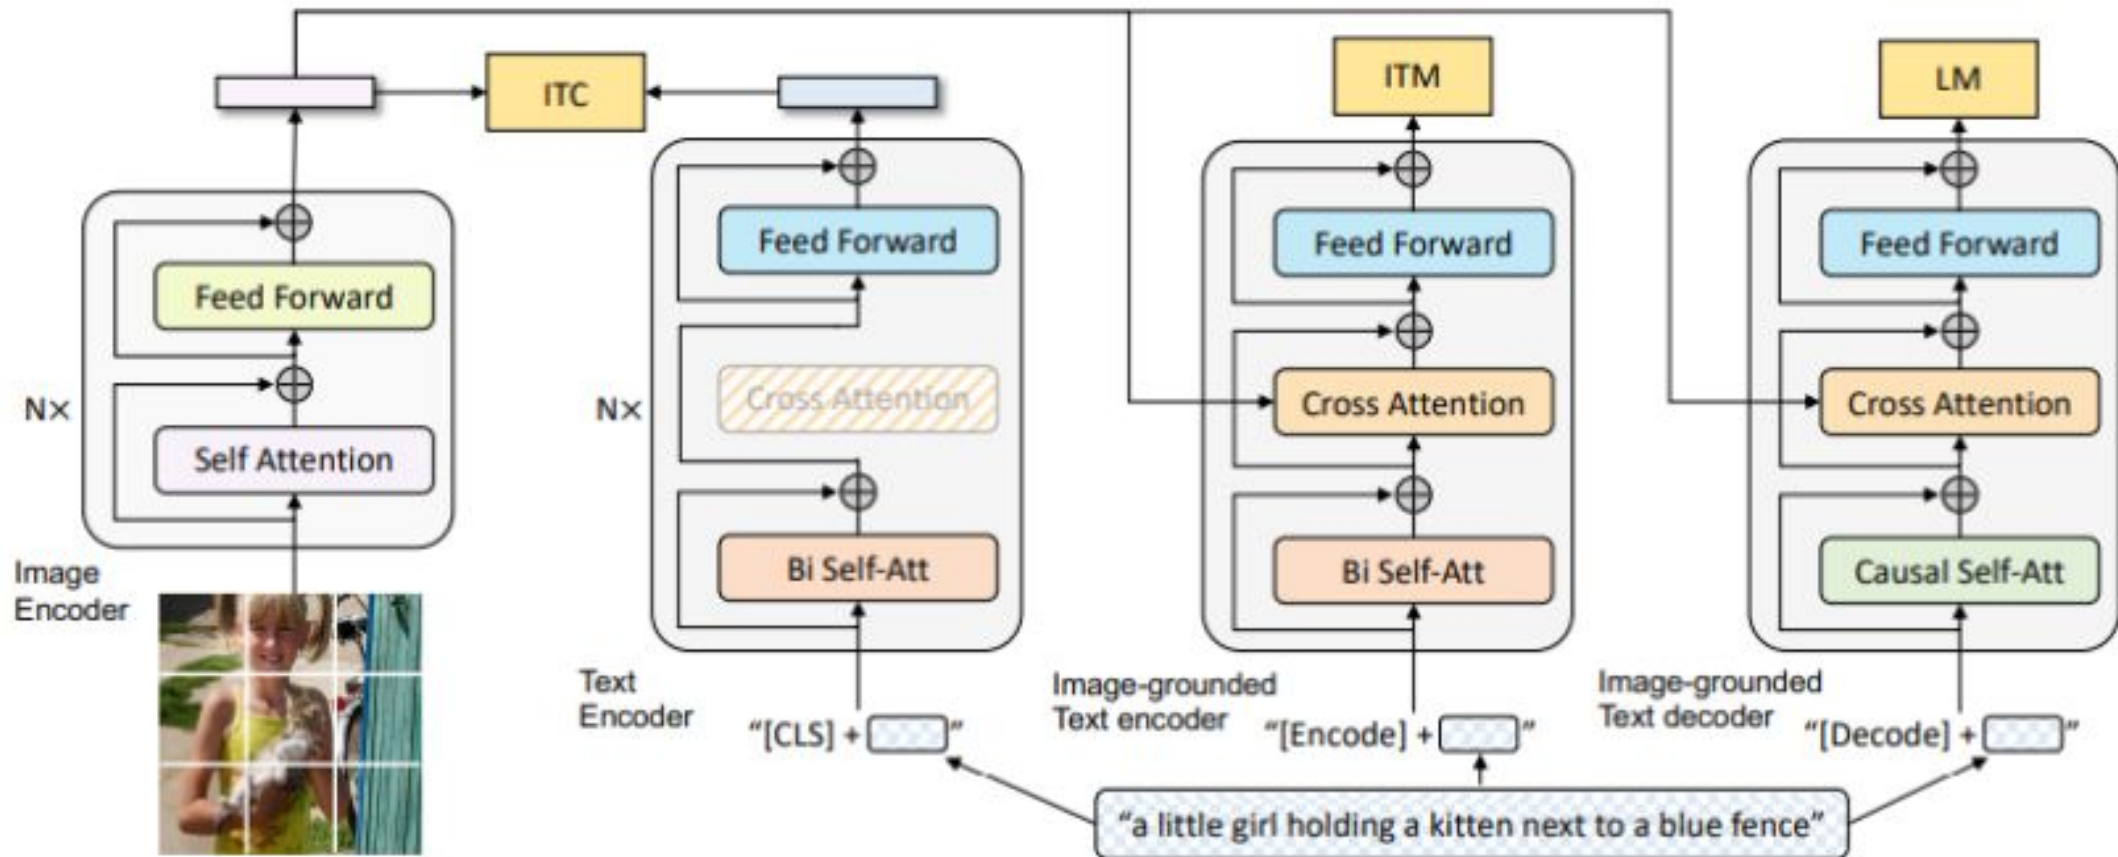 ITC
ITM
LM
Feed Forward
Self Attention
N×
Image
Encoder
Feed Forward
Cross Attention
Bi Self-Att
N×
Text
Encoder
"[CLS] + "
Feed Forward
Cross Attention
Bi Self-Att
Image-grounded
Text encoder
"[Encode] + "
Feed Forward
Cross Attention
Causal Self-Att
Image-grounded
Text decoder
"[Decode] + "
"a little girl holding a kitten next to a blue fence"